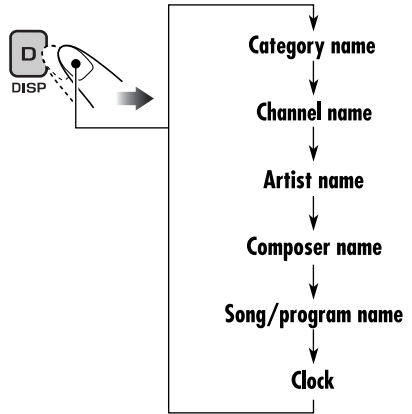 D
DISP
Category name
Channel name
Artist name
Composer name
Song/program name
Clock